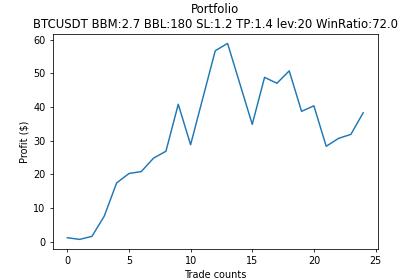 Portfolio
BTCUSDT BBM:2.7 BBL:180 SL:1.2 TP:1.4 lev:20 WinRatio:72.0
60
50
40
30
20
10
0
Profit ($)
0 5 10 15 20 25
Trade counts